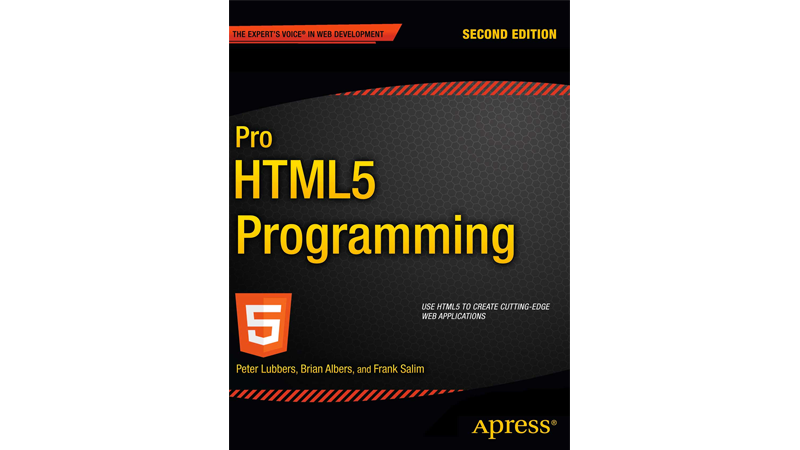 THE EXPERT'S VOICE® IN WEB DEVELOPMENT
SECOND EDITION
Pro
HTML5
Programming
USE HTML5 TO CREATE CUTTING-EDGE
WEB APPLICATIONS
5
Peter Lubbers, Brian Albers, and Frank Salim
Apress®